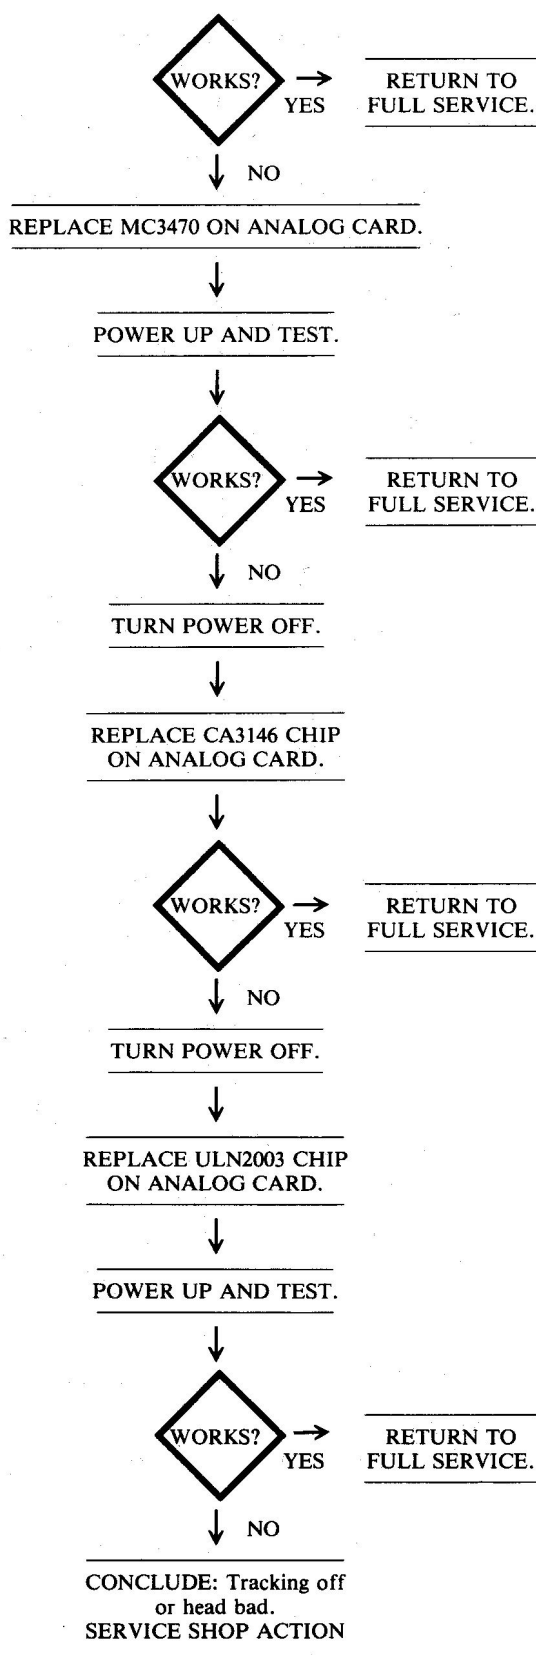 WORKS?
YES
RETURN TO
FULL SERVICE.
NO
REPLACE MC3470 ON ANALOG CARD.
POWER UP AND TEST.
WORKS?
YES
RETURN TO
FULL SERVICE.
NO
TURN POWER OFF.
REPLACE CA3146 CHIP
ON ANALOG CARD.
WORKS?
YES
RETURN TO
FULL SERVICE.
NO
TURN POWER OFF.
REPLACE ULN2003 CHIP
ON ANALOG CARD.
POWER UP AND TEST.
WORKS?
YES
RETURN TO
FULL SERVICE.
NO
CONCLUDE: Tracking off
or head bad.
SERVICE SHOP ACTION